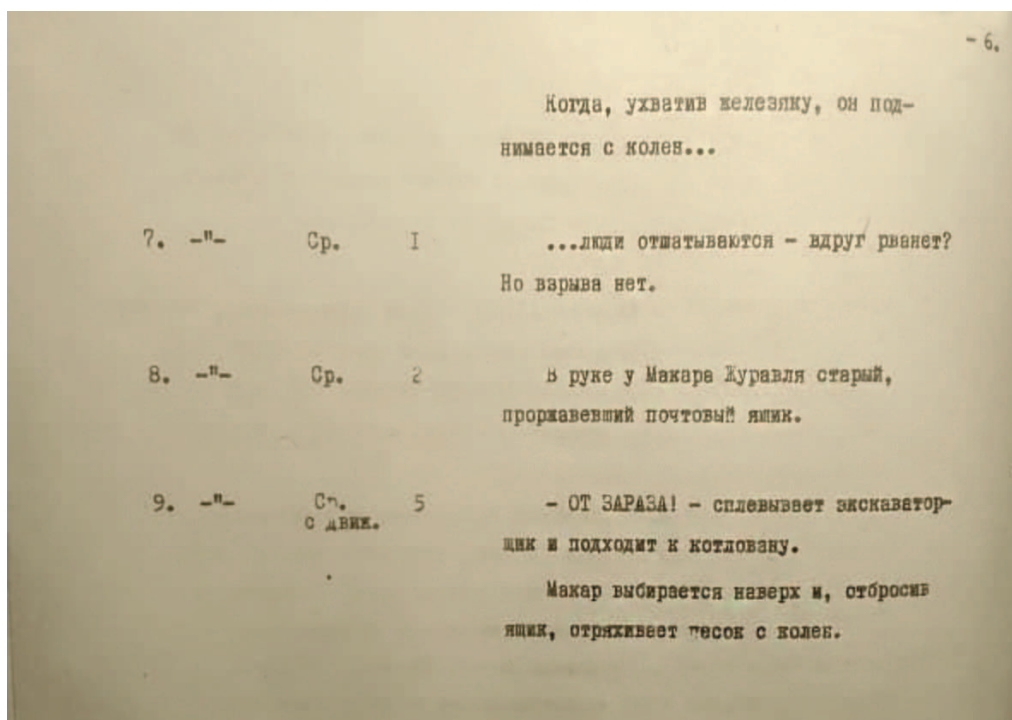 - 6.
Когда, ухватив железяку, он под-
нимается с колен...
7. -"- Ср. I ...люди отшатываются - вдруг рванет?
Но взрыва нет.
8. -"- Ср. 2 В руке у Макара Журавля старый,
проржавевший почтовый ящик.
9. -"- Ср. 5 - ОТ ЗАРАЗА! - сплевывает экскаватор-
с движ.
щик и подходит к котловану.
Макар выбирается наверх и, отбросив
ящик, отряхивает песок с колен.